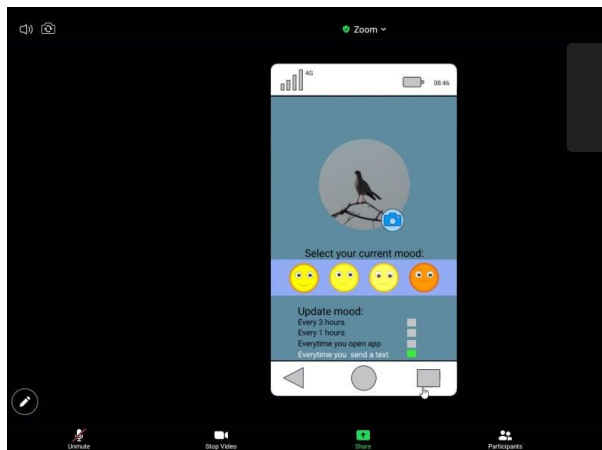 Zoom
4G
08:46
Select your current mood:
Update mood:
Every 3 hours
Every 1 hours
Everytime you open app
Everytime you send a text
Unmute
Stop Video
Share
Participants